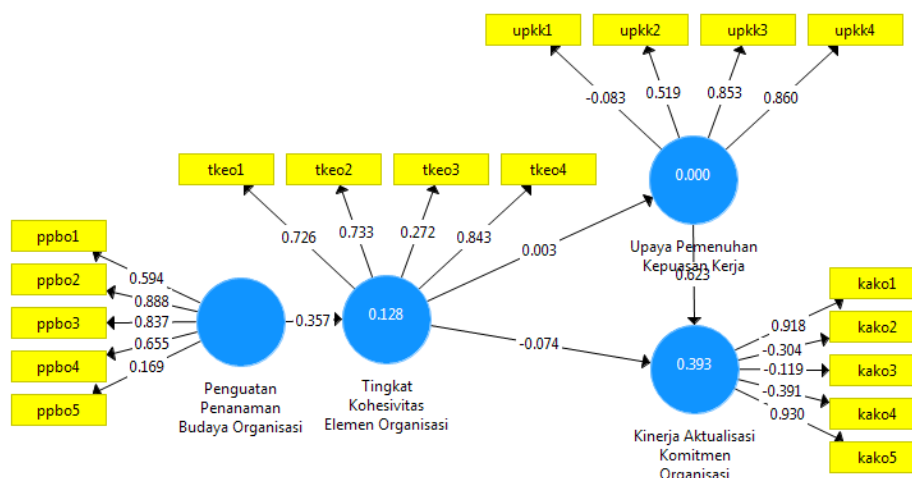 upkk1 upkk2 upkk3 upkk4
-0.083 0.519 0.853 0.860
tkeo1 tkeo2 tkeo3 tkeo4
0.726 0.733 0.272 0.843
0.000
Upaya Pemenuhan
Kepuasan Kerja
0.003
0.623
ppbo1
ppbo2
ppbo3
ppbo4
ppbo5
0.594
0.888
0.837
0.655
0.169
Penguatan
Penanaman
Budaya Organisasi
0.357
0.128
Tingkat
Kohesivitas
Elemen Organisasi
-0.074
0.393
Kinerja Aktualisasi
Komitmen
Organisasi
0.918
-0.304
-0.119
-0.391
0.930
kako1
kako2
kako3
kako4
kako5